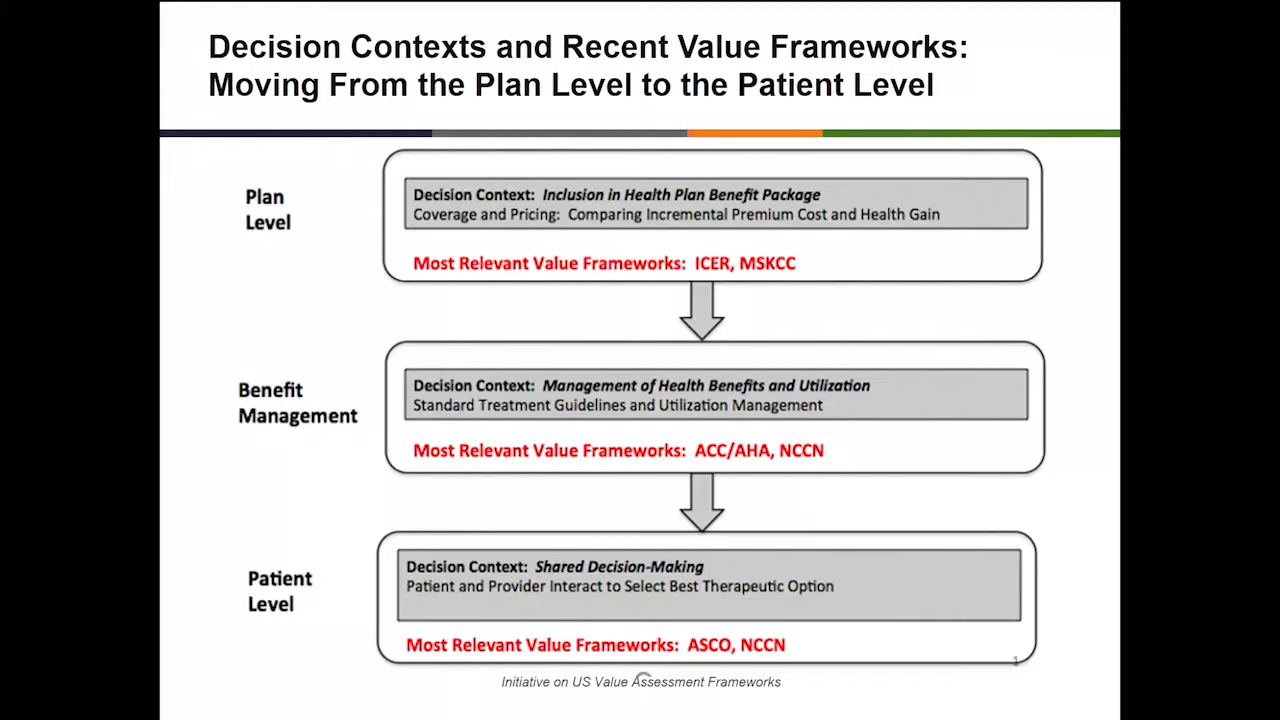 Decision Contexts and Recent Value Frameworks:
Moving From the Plan Level to the Patient Level
Plan
Level
Decision Context: Inclusion in Health Plan Benefit Package
Coverage and Pricing: Comparing Incremental Premium Cost and Health Gain
Most Relevant Value Frameworks: ICER, MSKCC
Benefit
Management
Decision Context: Management of Health Benefits and Utilization
Standard Treatment Guidelines and Utilization Management
Most Relevant Value Frameworks: ACC/AHA, NCCN
Patient
Level
Decision Context: Shared Decision-Making
Patient and Provider Interact to Select Best Therapeutic Option
Most Relevant Value Frameworks: ASCO, NCCN
1
Initiative on US Value Assessment Frameworks